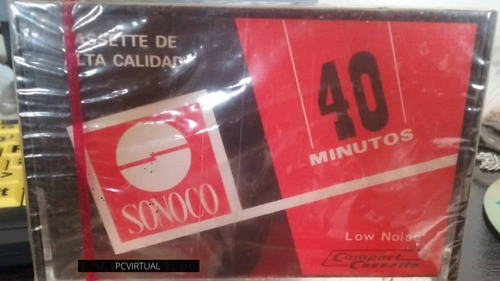 ASSETTE DE
LTA CALIDAD
40
MINUTOS
SONOCO
Low Noise
Compact
Cassette
PCVIRTUAL